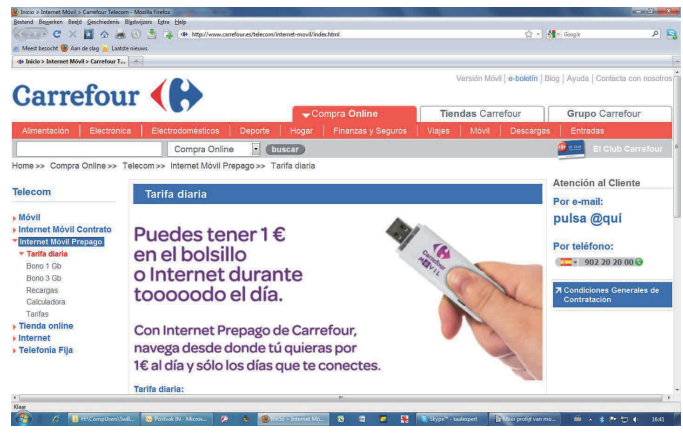 Inicio > Internet Móvil > Carrefour Telecom - Mozilla Firefox
Bestand Bewerken Beeld Geschiedenis Bladwijzers Extra Help
http://www.carrefour.es/telecom/internet-movil/index.html
Google
Meest bezocht Aan de slag Laatste nieuws
Inicio > Internet Móvil > Carrefour T...
Versión Móvil | e-boletín | Blog | Ayuda | Contacta con nosotros
Carrefour
Compra Online Tiendas Carrefour Grupo Carrefour
Alimentación Electronica Electrodomésticos Deporte Hogar Finanzas y Seguros Viajes Móvil Descargas Entradas
Compra Online buscar El Club Carrefour
Home >> Compra Online >> Telecom >> Internet Móvil Prepago >> Tarifa diaria
Telecom
Móvil
Internet Móvil Contrato
Internet Móvil Prepago
Tarifa diaria
Bono 1 Gb
Bono 3 Gb
Recargas
Calculadora
Tarifas
Tienda online
Internet
Telefonia Fija
Tarifa diaria
Puedes tener 1 €
en el bolsillo
o Internet durante
tooooodo el día.
Carrefour
MÓVIL
Con Internet Prepago de Carrefour,
navega desde donde tú quieras por
1€ al día y sólo los días que te conectes.
Tarifa diaria:
Atención al Cliente
Por e-mail:
pulsa @quí
Por teléfono:
902 20 20 00
Condiciones Generales de
Contratación
Klaar
Inicio > Internet Mó...
16:41